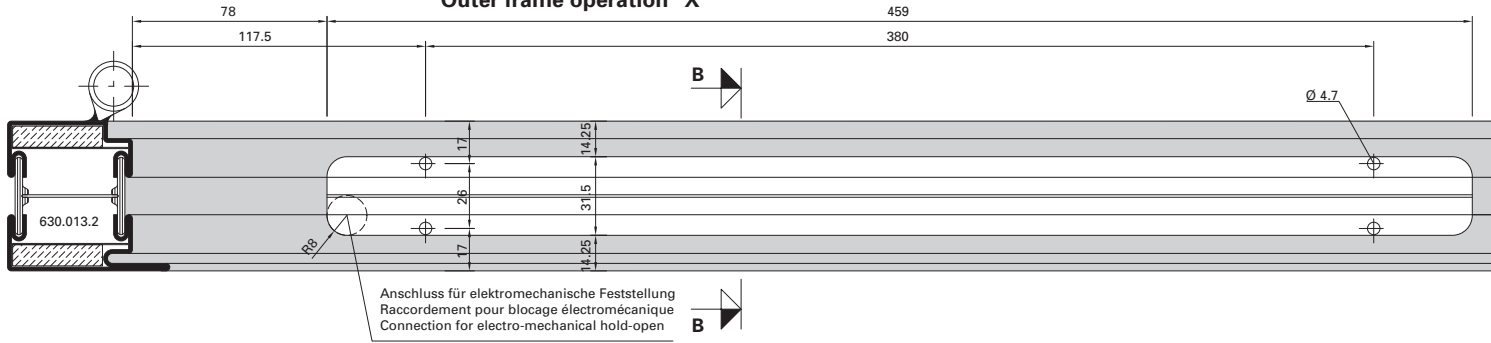 Outer frame operation "X"
78
459
117.5
380
B
Ø 4.7
17
14.25
26
31.5
630.013.2
R8
17
14.25
Anschluss für elektromechanische Feststellung
Raccordement pour blocage électromécanique
Connection for electro-mechanical hold-open
B